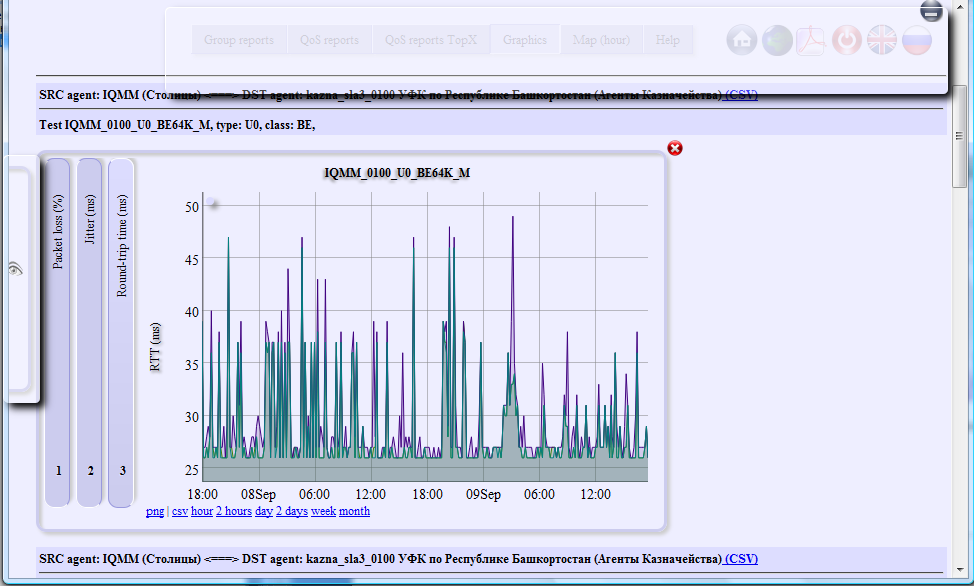 Group reports QoS reports QoS reports TopX Graphics Map (hour) Help
SRC agent: IQMM (Столицы) <===> DST agent: kazna_sla3_0100 УФК по Республике Башкортостан (Агенты Казначейства) (CSV)
Test IQMM_0100_U0_BE64K_M, type: U0, class: BE,
Packet loss (%)
1
Jitter (ms)
2
Round-trip time (ms)
3
IQMM_0100_U0_BE64K_M
RTT (ms)
50
45
40
35
30
25
18:00 08Sep 06:00 12:00 18:00 09Sep 06:00 12:00
png | csv hour 2 hours day 2 days week month
SRC agent: IQMM (Столицы) <===> DST agent: kazna_sla3_0100 УФК по Республике Башкортостан (Агенты Казначейства) (CSV)